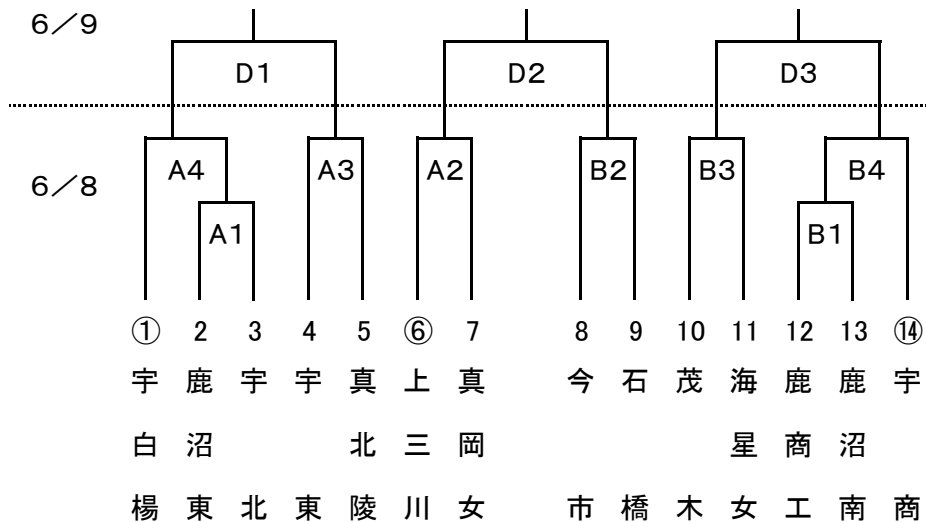 6／9
D1 D2 D3
A4 A3 A2 B2 B3 B4
6／8
A1 B1
① 2 3 4 5 ⑥ 7 8 9 10 11 12 13 ⑭
宇白楊
鹿沼東
宇北
宇東
真北陵
上三川
真岡女
今市
石橋
茂木
海星女
鹿商工
鹿沼南
宇商